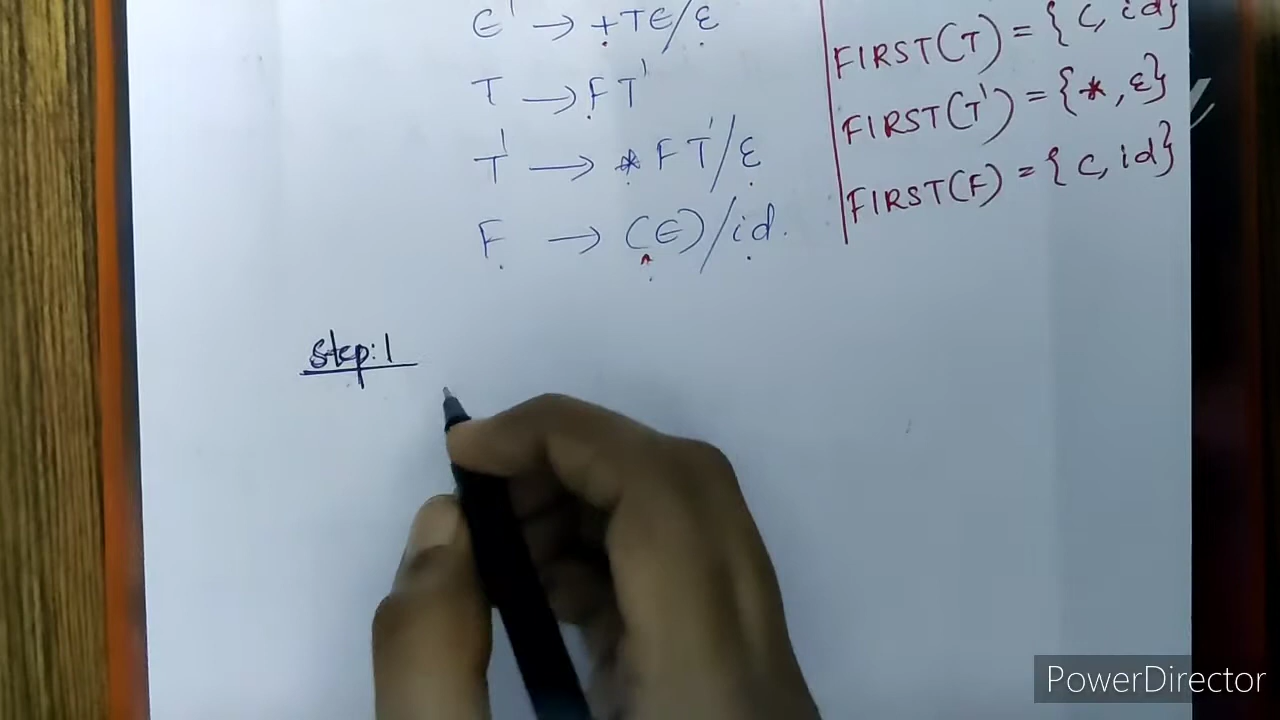 E' → +TE/ε
T → FT'
T' → *FT'/ε
F → (E)/id.
FIRST(T) = {C, id}
FIRST(T') = {*, ε}
FIRST(F) = {C, id}
Step:1
PowerDirector